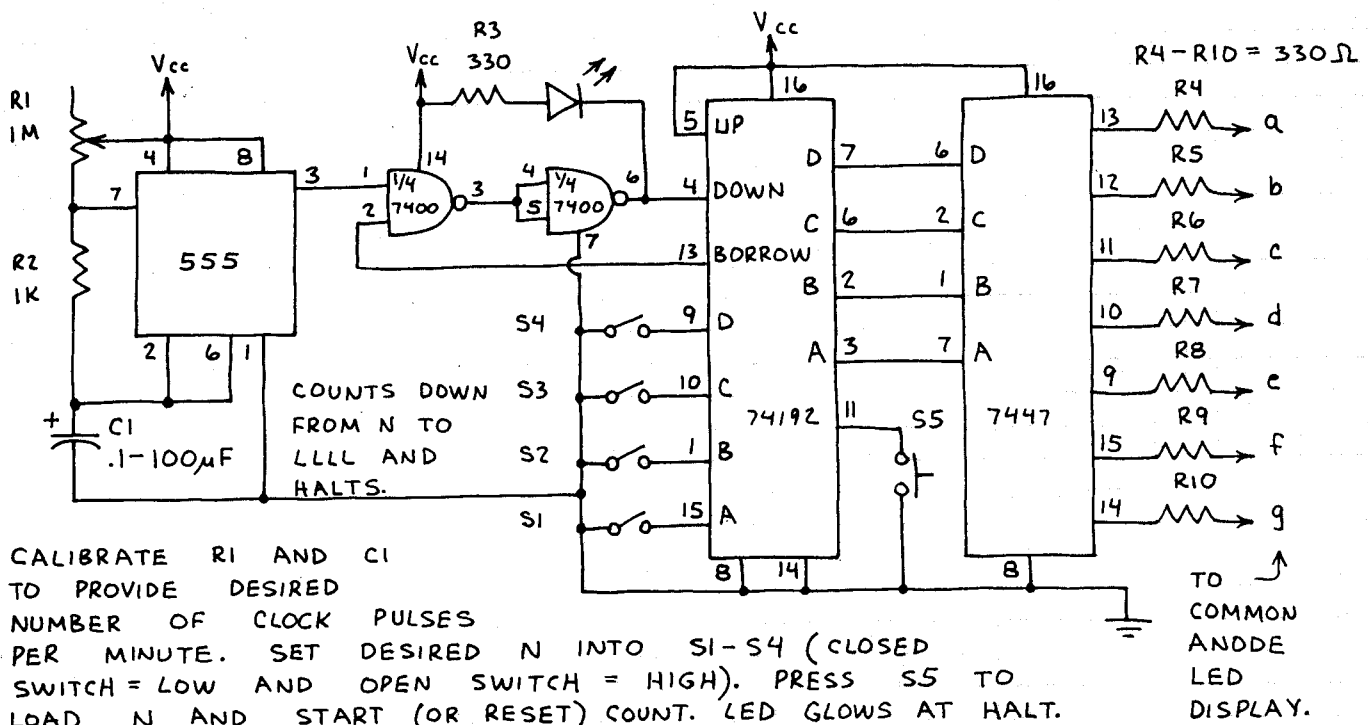 Vcc
R3
330
Vcc
Vcc
R4-R10 = 330Ω
R1
1M
4
8
14
5
UP
16
16
13
R4
a
7
555
3
1
1/4
7400
2
3
4
5
1/4
7400
6
7
4
DOWN
D
7
6
D
12
R5
b
C
6
2
C
11
R6
c
R2
1K
13
BORROW
B
2
1
B
10
R7
d
2
6
1
S4
9
D
A
3
7
A
9
R8
e
+
C1
.1-100μF
COUNTS DOWN
FROM N TO
LLLL AND
HALTS.
S3
10
C
74192
11
S5
7447
15
R9
f
S2
1
B
14
R10
g
S1
15
A
8
14
8
CALIBRATE R1 AND C1
TO PROVIDE DESIRED
NUMBER OF CLOCK PULSES
PER MINUTE. SET DESIRED N INTO S1-S4 (CLOSED
SWITCH = LOW AND OPEN SWITCH = HIGH). PRESS S5 TO
LOAD N AND START (OR RESET) COUNT. LED GLOWS AT HALT.
TO
COMMON
ANODE
LED
DISPLAY.